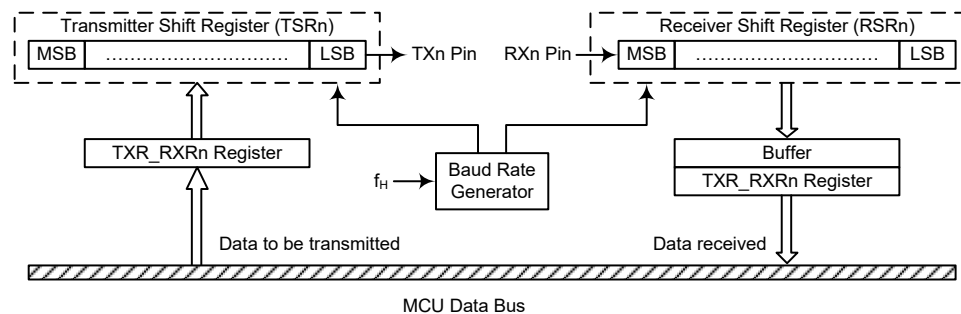 Transmitter Shift Register (TSRn)
Receiver Shift Register (RSRn)
MSB ………………………… LSB
TXn Pin
RXn Pin
MSB ………………………… LSB
TXR_RXRn Register
fH
Baud Rate
Generator
Buffer
TXR_RXRn Register
Data to be transmitted
Data received
MCU Data Bus